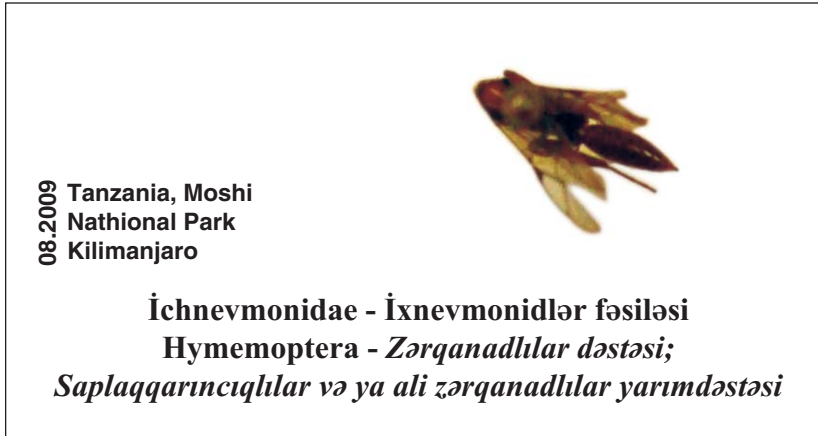 08.2009
Tanzania, Moshi
Nathional Park
Kilimanjaro
İchnevmonidae - İxnevmonidlər fəsiləsi
Hymemoptera - Zərqanadlılar dəstəsi;
Saplaqqarıncıqlılar və ya ali zərqanadlılar yarımdəstəsi